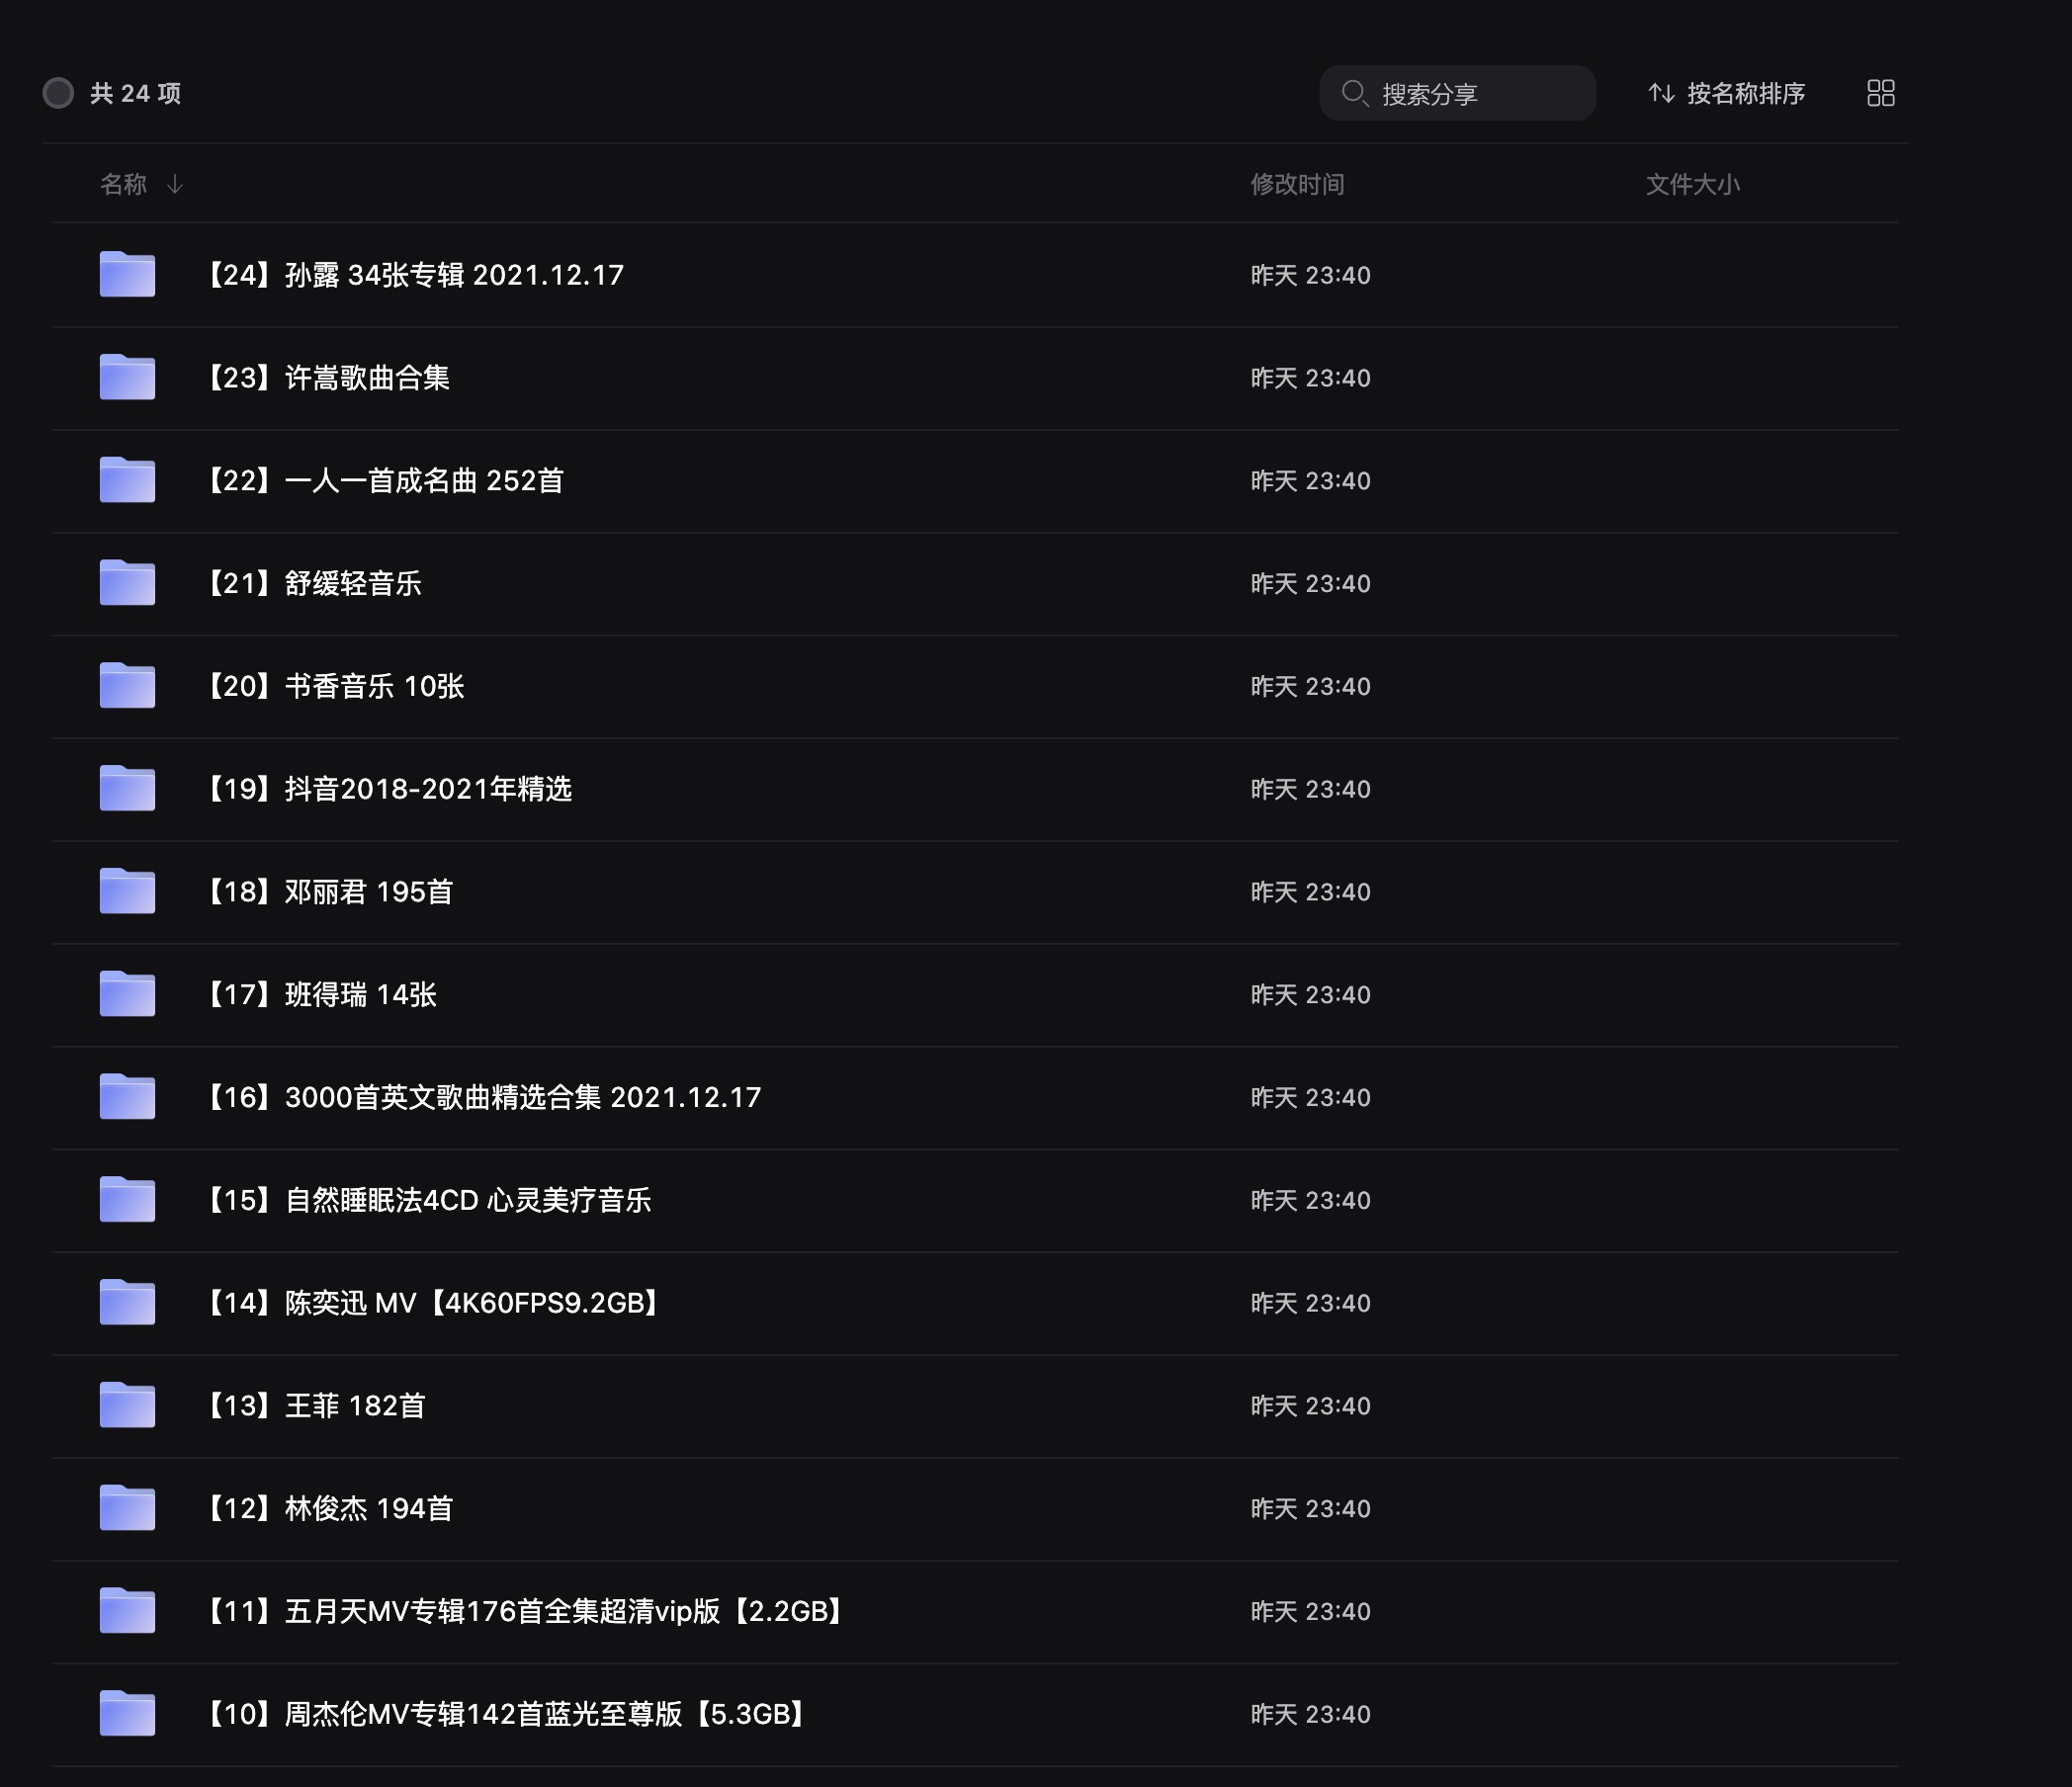 共 24 项
搜索分享
按名称排序
名称
修改时间
文件大小
【24】孙露 34张专辑 2021.12.17
昨天 23:40
【23】许嵩歌曲合集
昨天 23:40
【22】一人一首成名曲 252首
昨天 23:40
【21】舒缓轻音乐
昨天 23:40
【20】书香音乐 10张
昨天 23:40
【19】抖音2018-2021年精选
昨天 23:40
【18】邓丽君 195首
昨天 23:40
【17】班得瑞 14张
昨天 23:40
【16】3000首英文歌曲精选合集 2021.12.17
昨天 23:40
【15】自然睡眠法4CD 心灵美疗音乐
昨天 23:40
【14】陈奕迅 MV【4K60FPS9.2GB】
昨天 23:40
【13】王菲 182首
昨天 23:40
【12】林俊杰 194首
昨天 23:40
【11】五月天MV专辑176首全集超清vip版【2.2GB】
昨天 23:40
【10】周杰伦MV专辑142首蓝光至尊版【5.3GB】
昨天 23:40